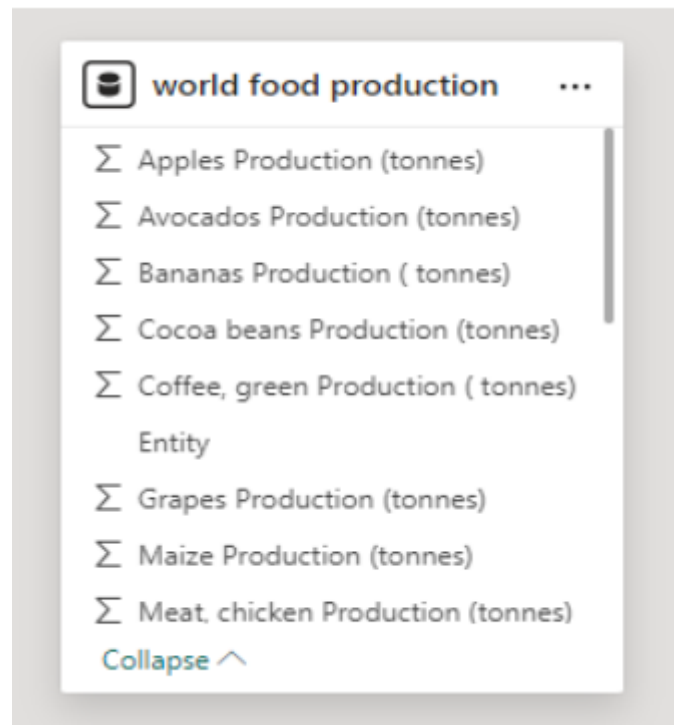 world food production ...
Σ Apples Production (tonnes)
Σ Avocados Production (tonnes)
Σ Bananas Production ( tonnes)
Σ Cocoa beans Production (tonnes)
Σ Coffee, green Production ( tonnes)
Entity
Σ Grapes Production (tonnes)
Σ Maize Production (tonnes)
Σ Meat, chicken Production (tonnes)
Collapse